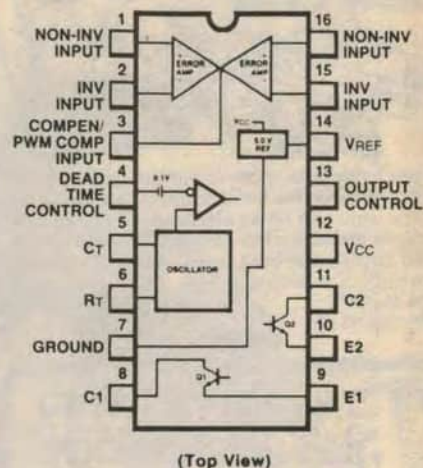 1
NON-INV
INPUT
2
INV
INPUT
3
COMPEN/
PWM COMP
INPUT
4
DEAD
TIME
CONTROL
5
CT
6
RT
7
GROUND
8
C1
16
NON-INV
INPUT
15
INV
INPUT
14
VREF
13
OUTPUT
CONTROL
12
VCC
11
C2
10
E2
9
E1
ERROR
AMP
ERROR
AMP
VCC
5.0 V
REF
0.1V
OSCILLATOR
Q2
Q1
(Top View)